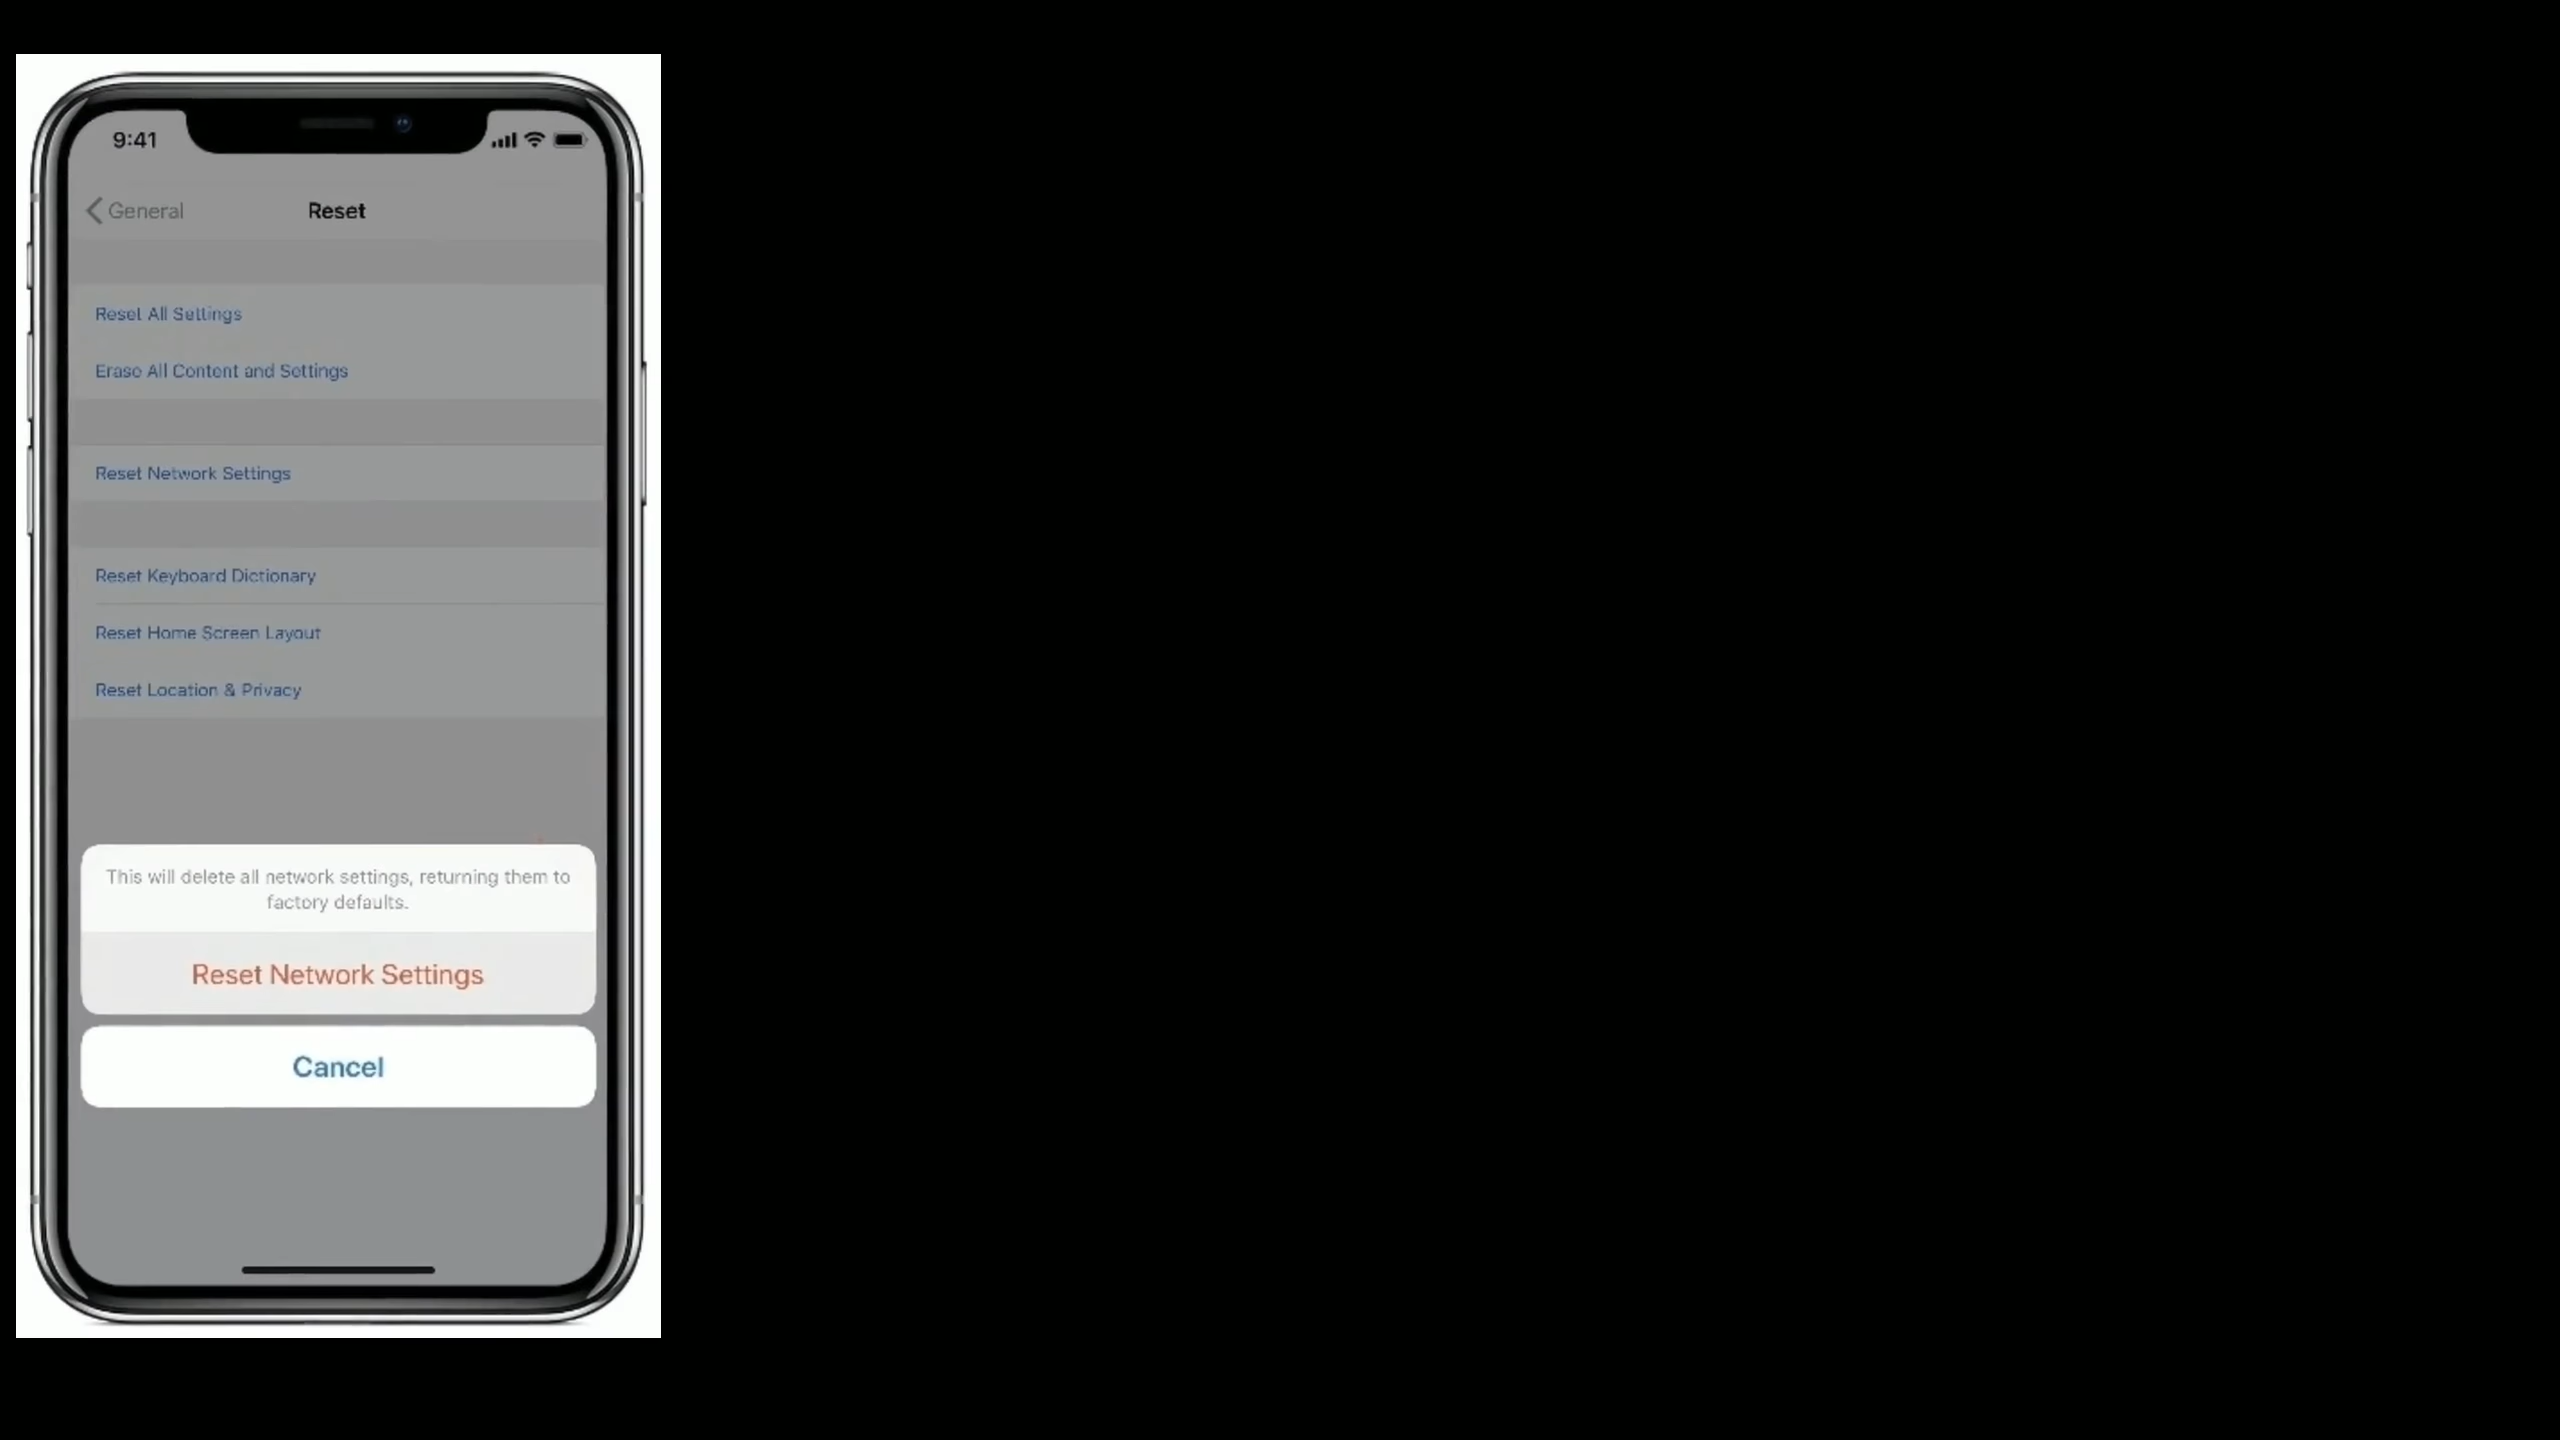 9:41
General
Reset
Reset All Settings
Erase All Content and Settings
Reset Network Settings
Reset Keyboard Dictionary
Reset Home Screen Layout
Reset Location & Privacy
This will delete all network settings, returning them to
factory defaults.
Reset Network Settings
Cancel